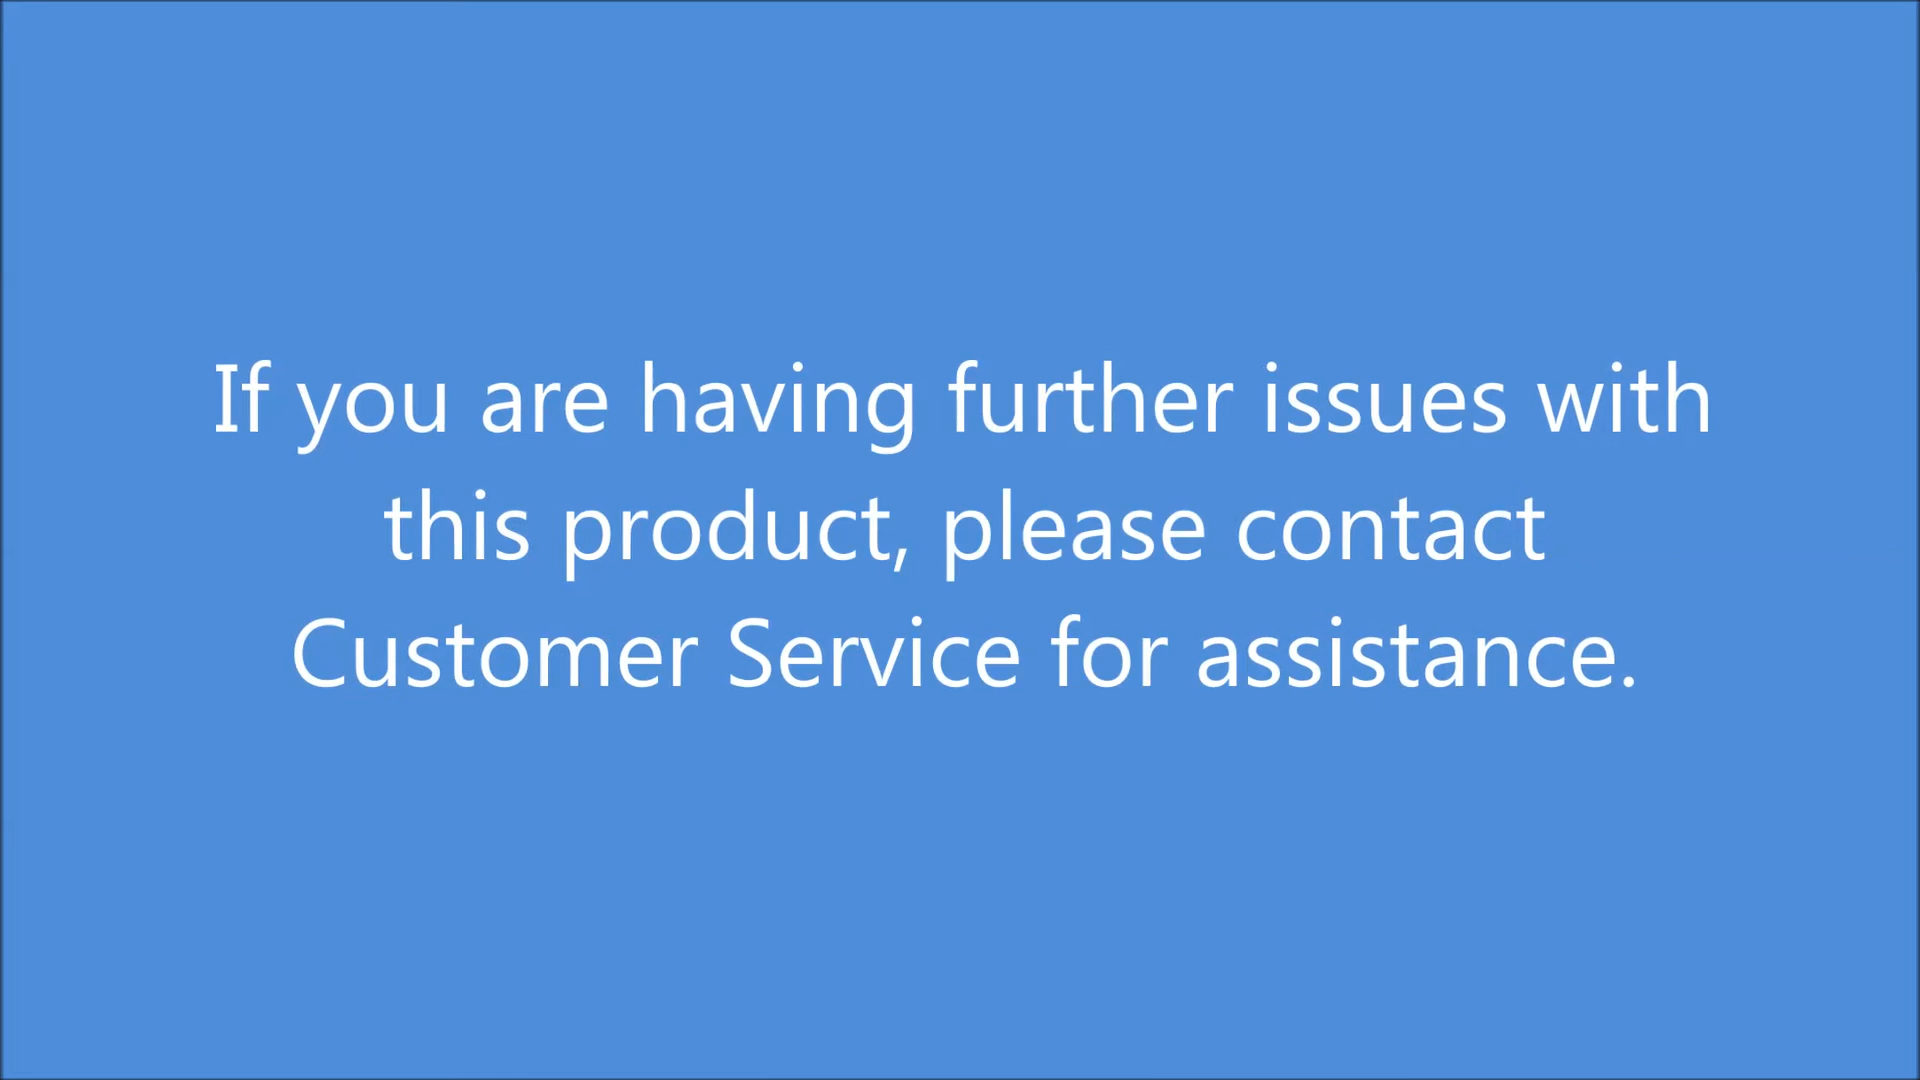 If you are having further issues with
this product, please contact
Customer Service for assistance.